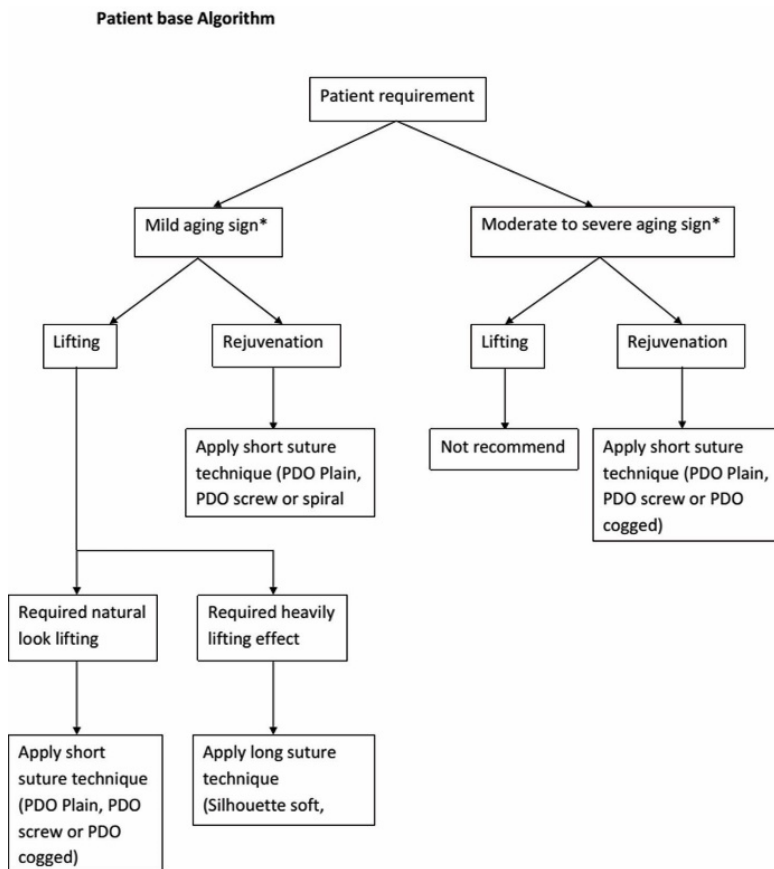 Patient base Algorithm
Patient requirement
Mild aging sign*
Moderate to severe aging sign*
Lifting
Rejuvenation
Lifting
Rejuvenation
Apply short suture
technique (PDO Plain,
PDO screw or spiral
Not recommend
Apply short suture
technique (PDO Plain,
PDO screw or PDO
cogged)
Required natural
look lifting
Required heavily
lifting effect
Apply short
suture technique
(PDO Plain, PDO
screw or PDO
cogged)
Apply long suture
technique
(Silhouette soft,